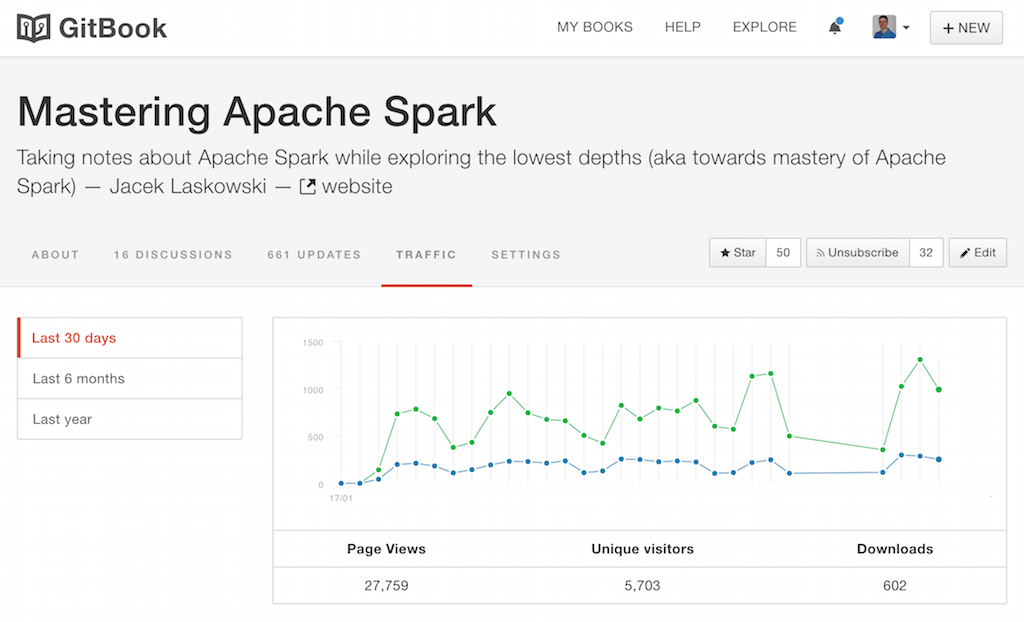 GitBook
MY BOOKS HELP EXPLORE + NEW
Mastering Apache Spark
Taking notes about Apache Spark while exploring the lowest depths (aka towards mastery of Apache
Spark) — Jacek Laskowski — website
ABOUT 16 DISCUSSIONS 661 UPDATES TRAFFIC SETTINGS Star 50 Unsubscribe 32 Edit
Last 30 days
Last 6 months
Last year
1500
1000
500
0
17/01
Page Views Unique visitors Downloads
27,759 5,703 602